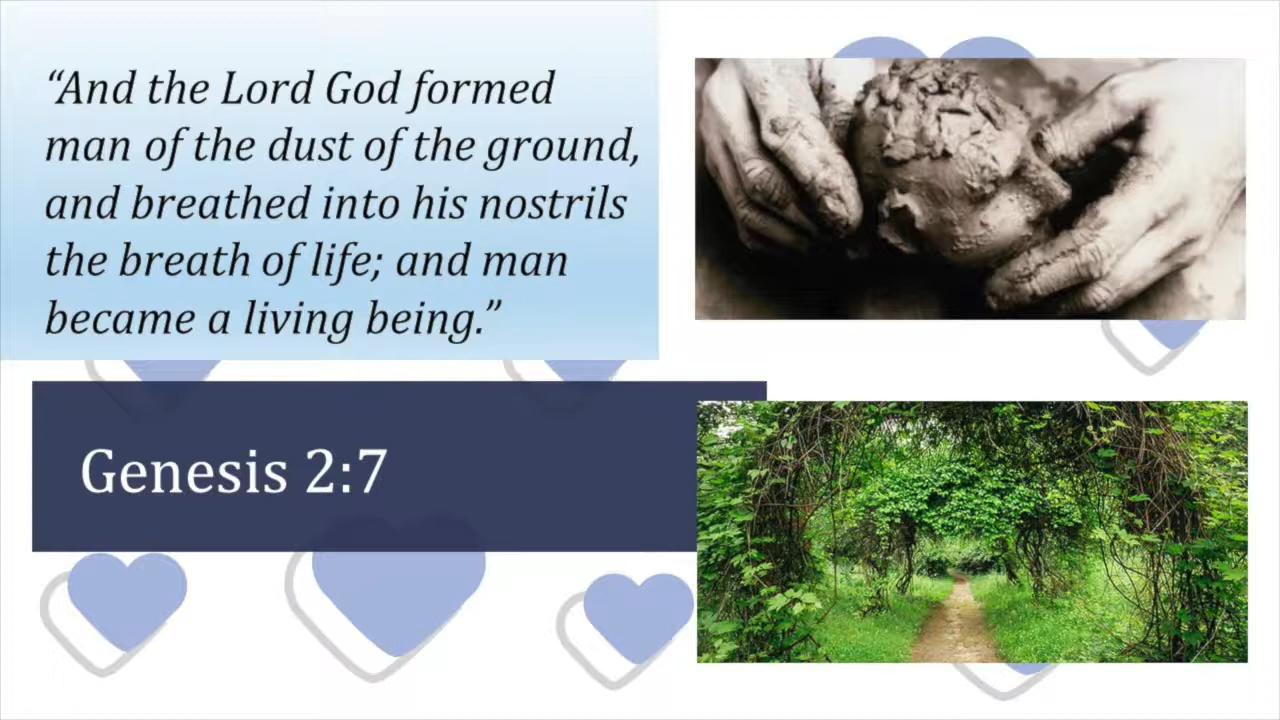 “And the Lord God formed
man of the dust of the ground,
and breathed into his nostrils
the breath of life; and man
became a living being.”
Genesis 2:7